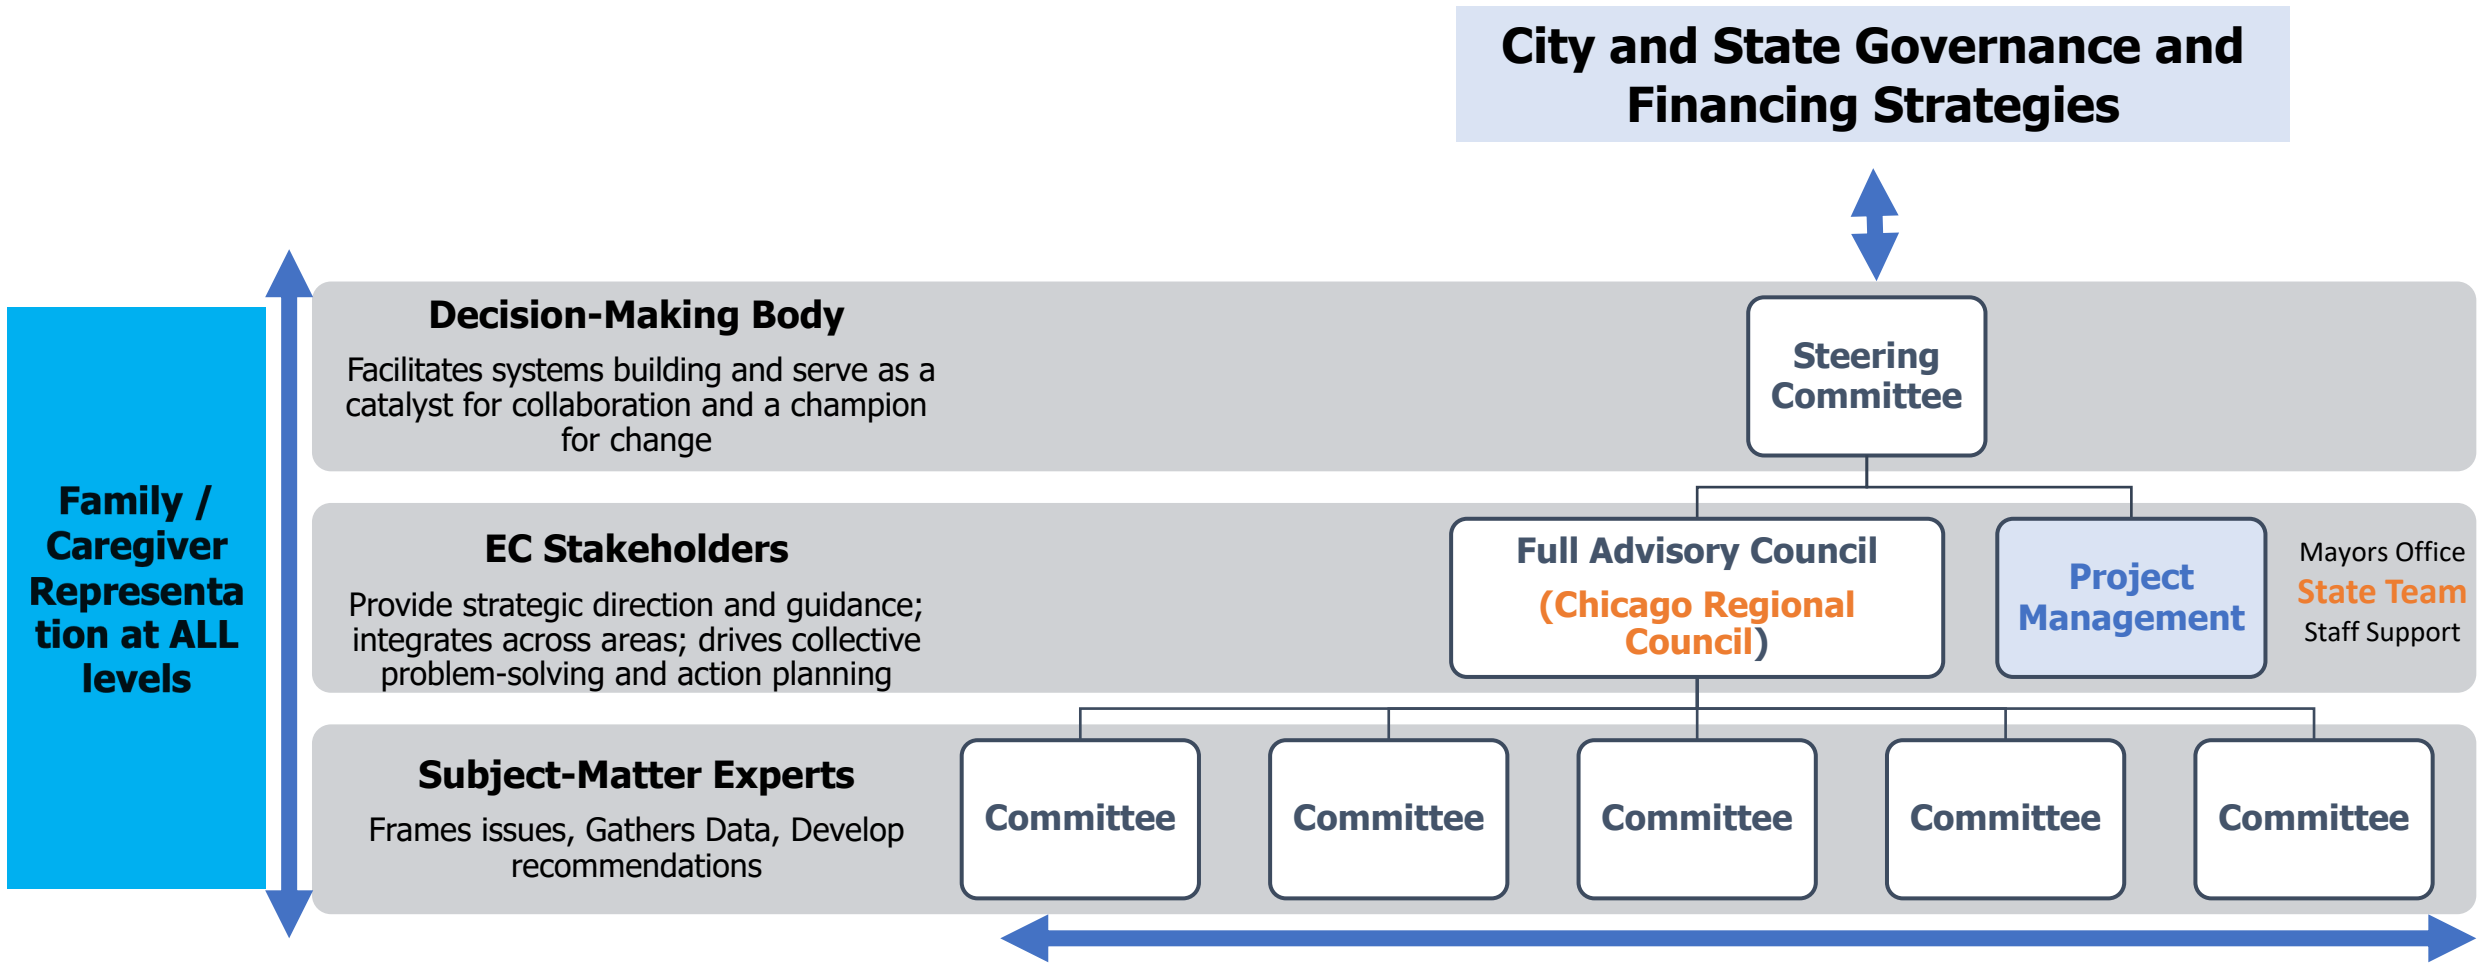 City and State Governance and
Financing Strategies
Family /
Caregiver
Representa
tion at ALL
levels
Decision-Making Body
Facilitates systems building and serve as a
catalyst for collaboration and a champion
for change
Steering
Committee
EC Stakeholders
Provide strategic direction and guidance;
integrates across areas; drives collective
problem-solving and action planning
Full Advisory Council
(Chicago Regional
Council)
Project
Management
Mayors Office
State Team
Staff Support
Subject-Matter Experts
Frames issues, Gathers Data, Develop
recommendations
Committee
Committee
Committee
Committee
Committee